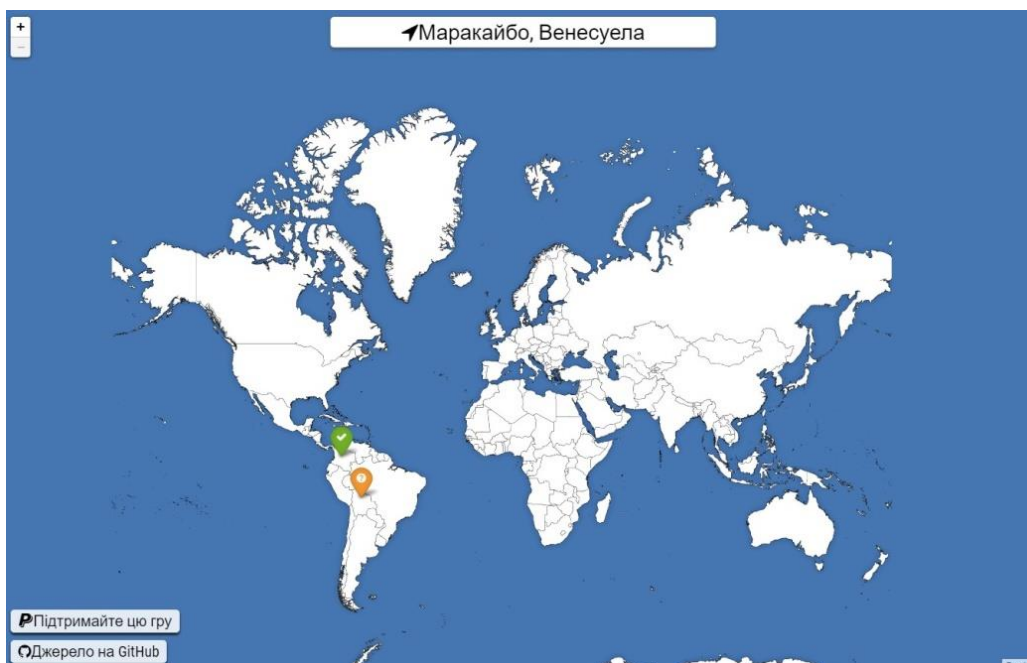 +
−
Маракайбо, Венесуела
Підтримайте цю гру
Джерело на GitHub